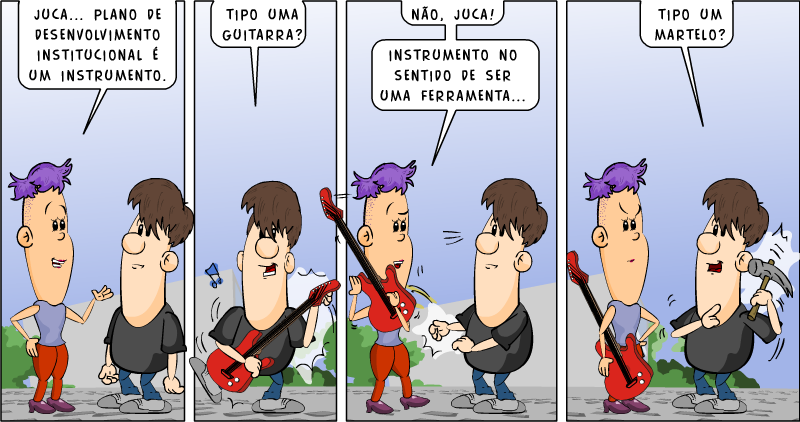 JUCA... PLANO DE
DESENVOLVIMENTO
INSTITUCIONAL É
UM INSTRUMENTO.
TIPO UMA
GUITARRA?
NÃO, JUCA!
INSTRUMENTO NO
SENTIDO DE SER
UMA FERRAMENTA...
TIPO UM
MARTELO?